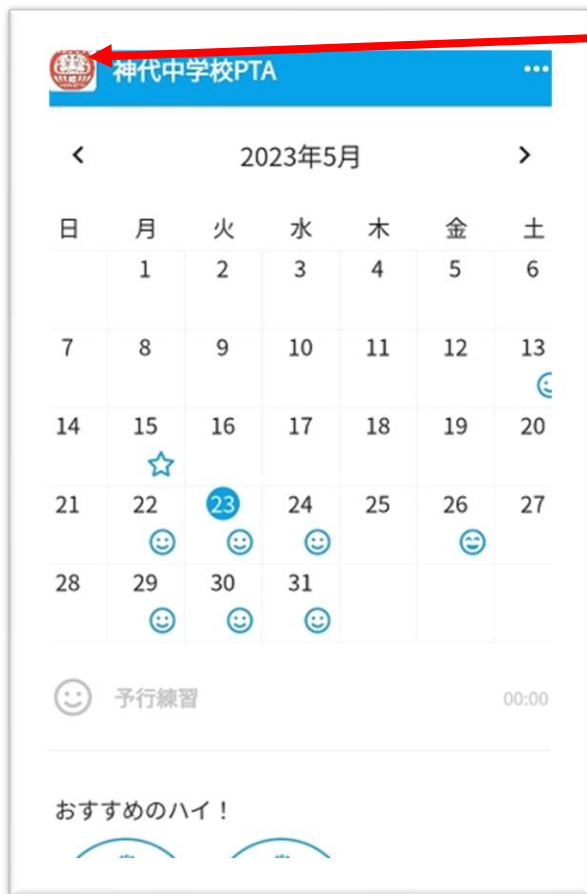 神代中学校PTA
2023年5月
日 月 火 水 木 金 土
1 2 3 4 5 6
7 8 9 10 11 12 13
14 15 16 17 18 19 20
21 22 23 24 25 26 27
28 29 30 31
予行練習 00:00
おすすめのハイ！